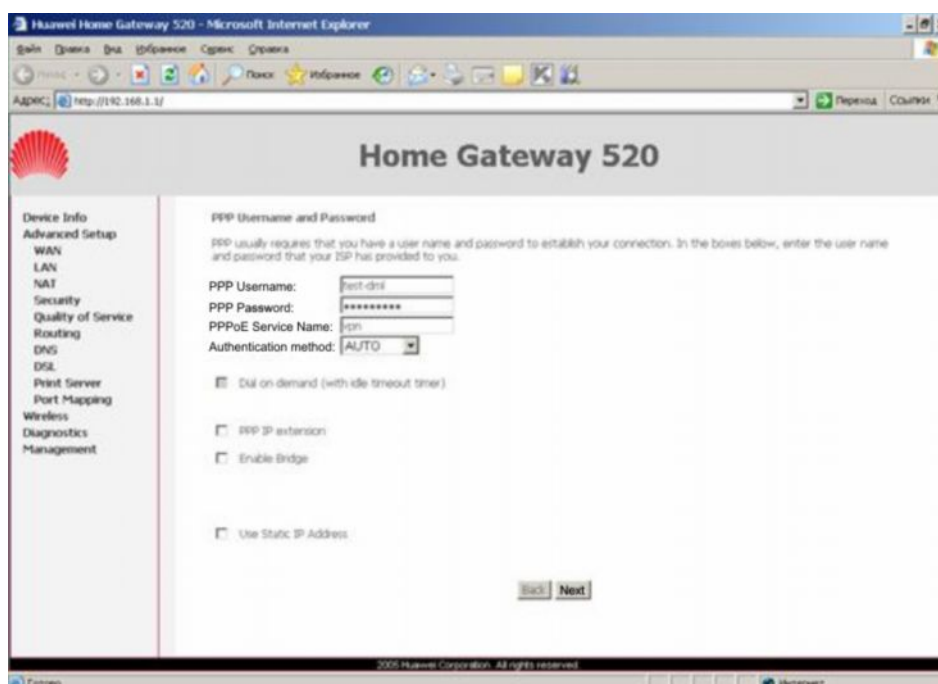 Huawei Home Gateway 520 - Microsoft Internet Explorer
Файл Правка Вид Избранное Сервис Справка
Назад Поиск Избранное
Адрес: http://192.168.1.1/ Переход Ссылки
Home Gateway 520
Device Info
Advanced Setup
WAN
LAN
NAT
Security
Quality of Service
Routing
DNS
DSL
Print Server
Port Mapping
Wireless
Diagnostics
Management
PPP Username and Password
PPP usually requires that you have a user name and password to establish your connection. In the boxes below, enter the user name
and password that your ISP has provided to you.
PPP Username: test-dml
PPP Password: •••••••••
PPPoE Service Name: vpn
Authentication method: AUTO
Dial on demand (with idle timeout timer)
PPP IP extension
Enable Bridge
Use Static IP Address
Back Next
2005 Huawei Corporation. All rights reserved.
Готово Интернет